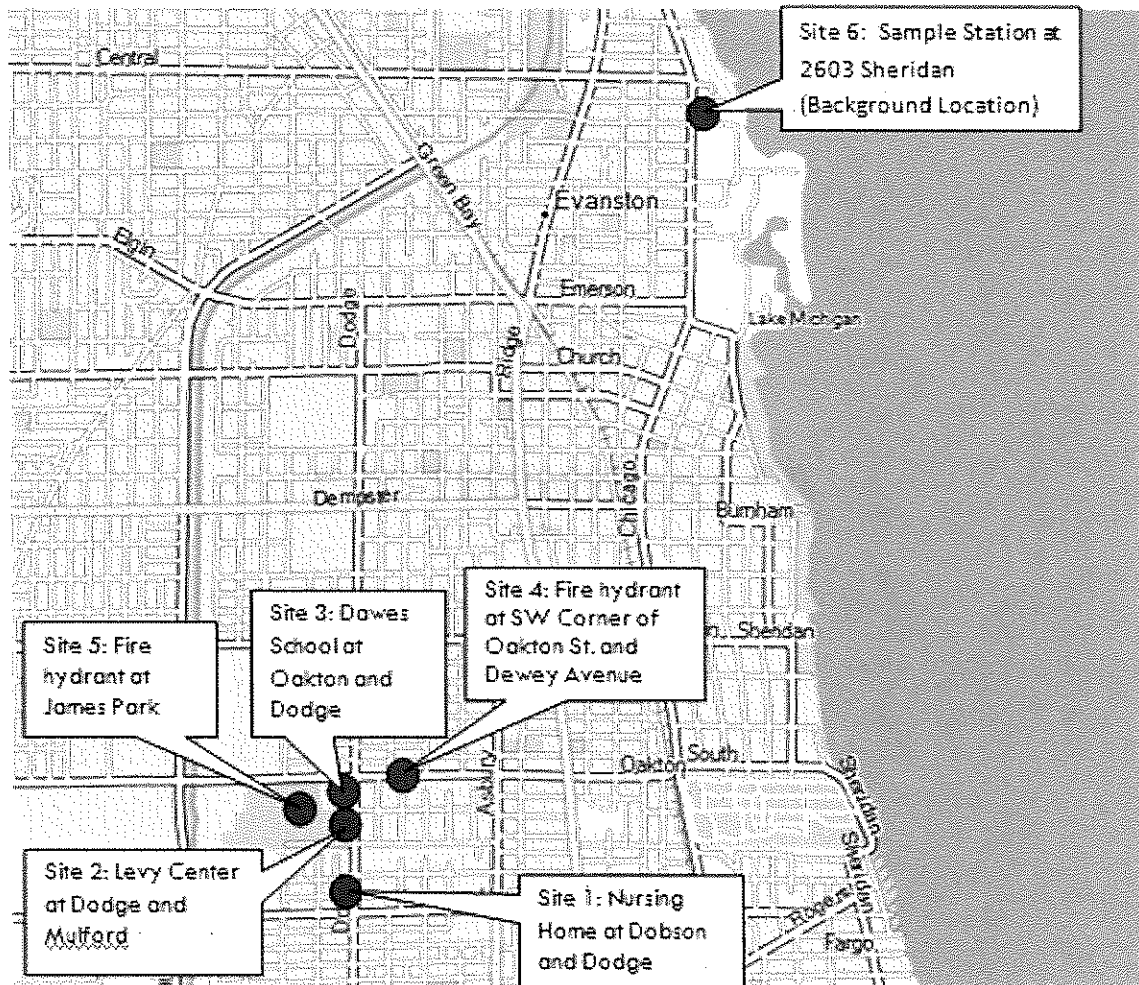 Site 6: Sample Station at
2603 Sheridan
(Background Location)
Central
Green Bay
Evanston
Elgin
Dodge
Emerson
Lake Michigan
Ridge
Church
Dempster
Chicago
Burnham
Site 4: Fire hydrant
at SW Corner of
Oakton St. and
Dewey Avenue
Site 3: Dawes
School at
Oakton and
Dodge
Site 5: Fire
hydrant at
James Park
Sheridan
South
Oakton
Asbury
Sheridan
Sheridan
Site 2: Levy Center
at Dodge and
Mulford
Site 1: Nursing
Home at Dobson
and Dodge
Rogers
Fargo